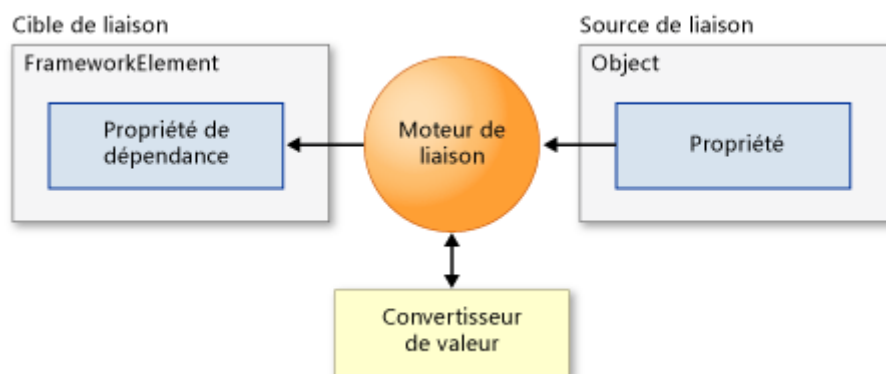 Cible de liaison
Source de liaison
FrameworkElement
Object
Propriété de
dépendance
Moteur de
liaison
Propriété
Convertisseur
de valeur